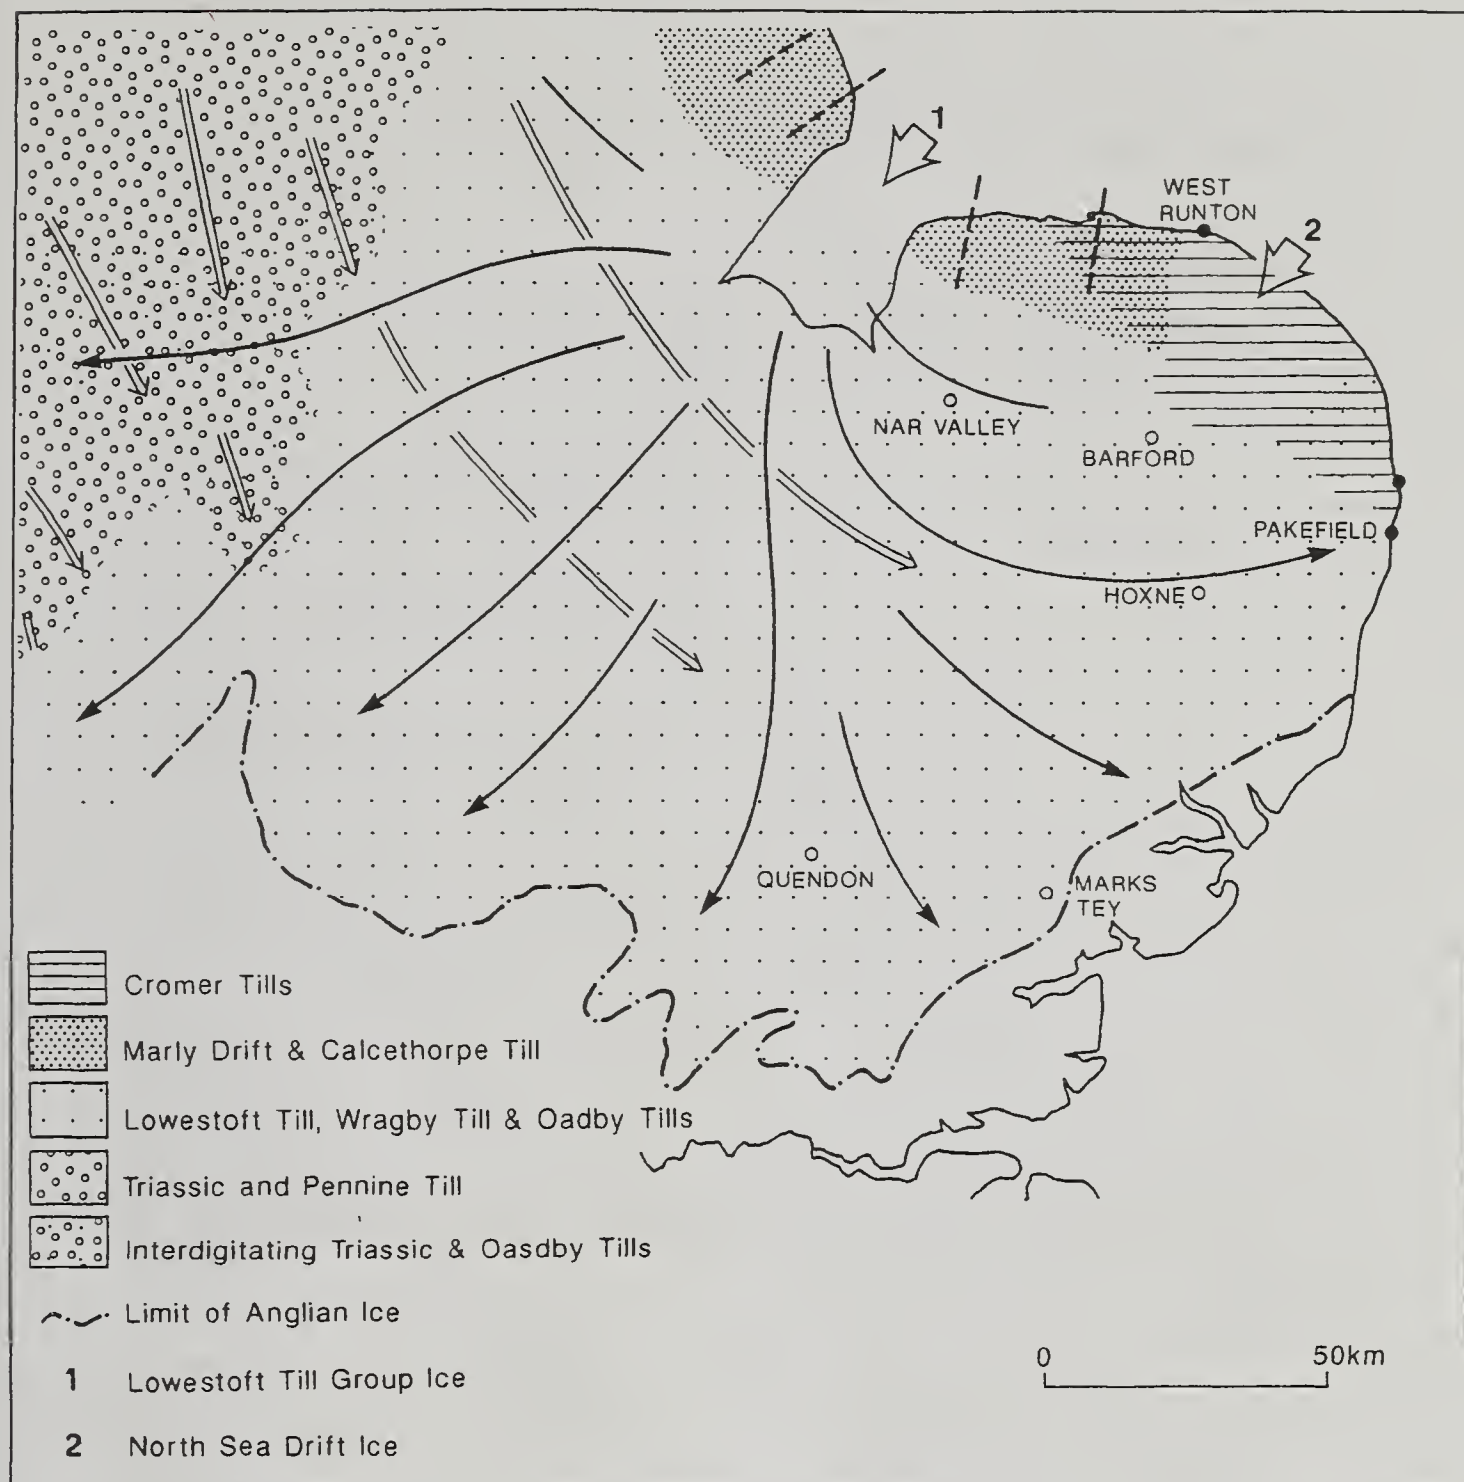 1
WEST
RUNTON
2
NAR VALLEY
BARFORD
PAKEFIELD
HOXNE
QUENDON
MARKS
TEY
Cromer Tills
Marly Drift & Calcethorpe Till
Lowestoft Till, Wragby Till & Oadby Tills
Triassic and Pennine Till
Interdigitating Triassic & Oasdby Tills
Limit of Anglian Ice
1 Lowestoft Till Group Ice
2 North Sea Drift Ice
0 50km